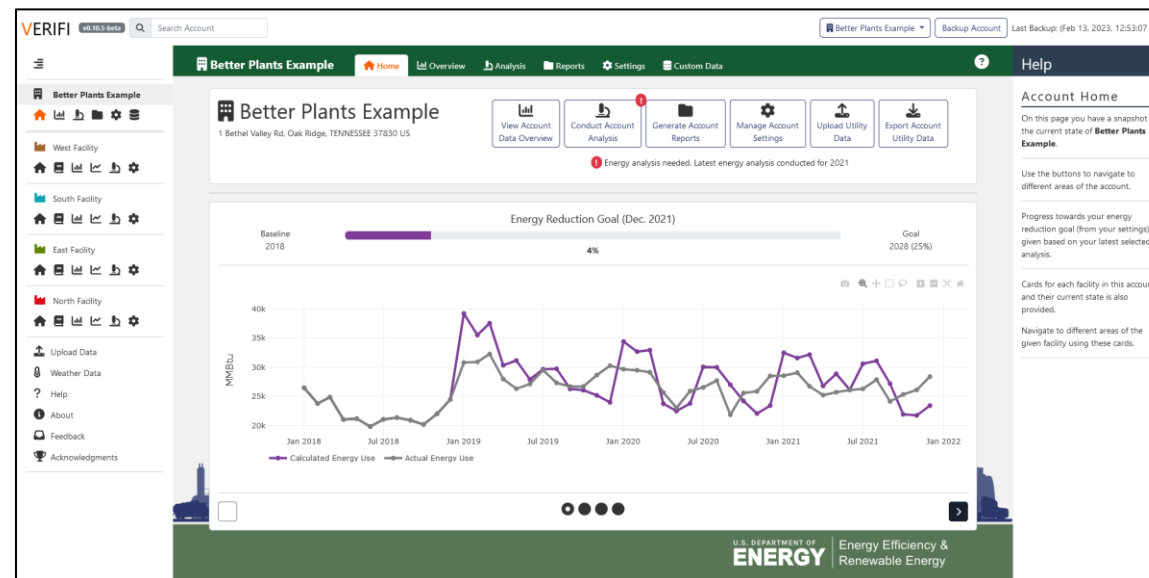 VERIFI v0.10.5-beta Search Account Better Plants Example Backup Account Last Backup: (Feb 13, 2023, 12:53:07
Better Plants Example Home Overview Analysis Reports Settings Custom Data ? Help
Better Plants Example
West Facility
South Facility
East Facility
North Facility
Upload Data
Weather Data
? Help
About
Feedback
Acknowledgments
Better Plants Example
1 Bethel Valley Rd, Oak Ridge, TENNESSEE 37830 US
View Account
Data Overview
Conduct Account
Analysis
!
Generate Account
Reports
Manage Account
Settings
Upload Utility
Data
Export Account
Utility Data
! Energy analysis needed. Latest energy analysis conducted for 2021
Energy Reduction Goal (Dec. 2021)
Baseline
2018
4%
Goal
2028 (25%)
MMBtu
40k
35k
30k
25k
20k
Jan 2018 Jul 2018 Jan 2019 Jul 2019 Jan 2020 Jul 2020 Jan 2021 Jul 2021 Jan 2022
Calculated Energy Use Actual Energy Use
U.S. DEPARTMENT OF
ENERGY
Energy Efficiency &
Renewable Energy
Account Home
On this page you have a snapshot
the current state of Better Plants
Example.
Use the buttons to navigate to
different areas of the account.
Progress towards your energy
reduction goal (from your settings)
given based on your latest selected
analysis.
Cards for each facility in this accoun
and their current state is also
provided.
Navigate to different areas of the
given facility using these cards.